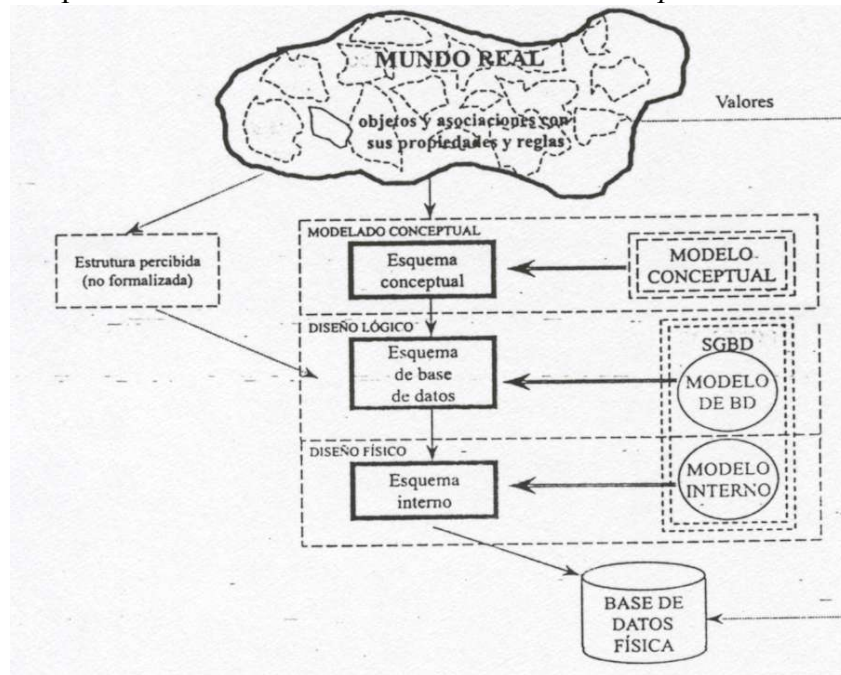 MUNDO REAL
objetos y asociaciones con
sus propiedades y reglas
Valores
Estrutura percibida
(no formalizada)
MODELADO CONCEPTUAL
Esquema
conceptual
MODELO
CONCEPTUAL
DISEÑO LÓGICO
Esquema
de base
de datos
SGBD
MODELO
DE BD
DISEÑO FÍSICO
Esquema
interno
MODELO
INTERNO
BASE DE
DATOS
FÍSICA